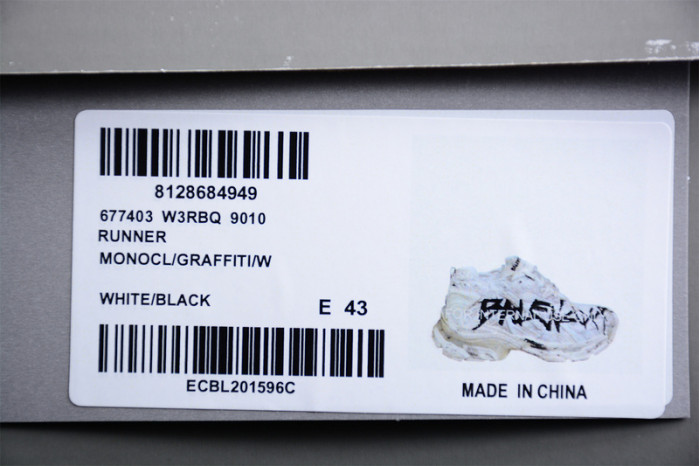 8128684949
677403 W3RBQ 9010
RUNNER
MONOCL/GRAFFITI/W
WHITE/BLACK
E 43
ECBL201596C
MADE IN CHINA